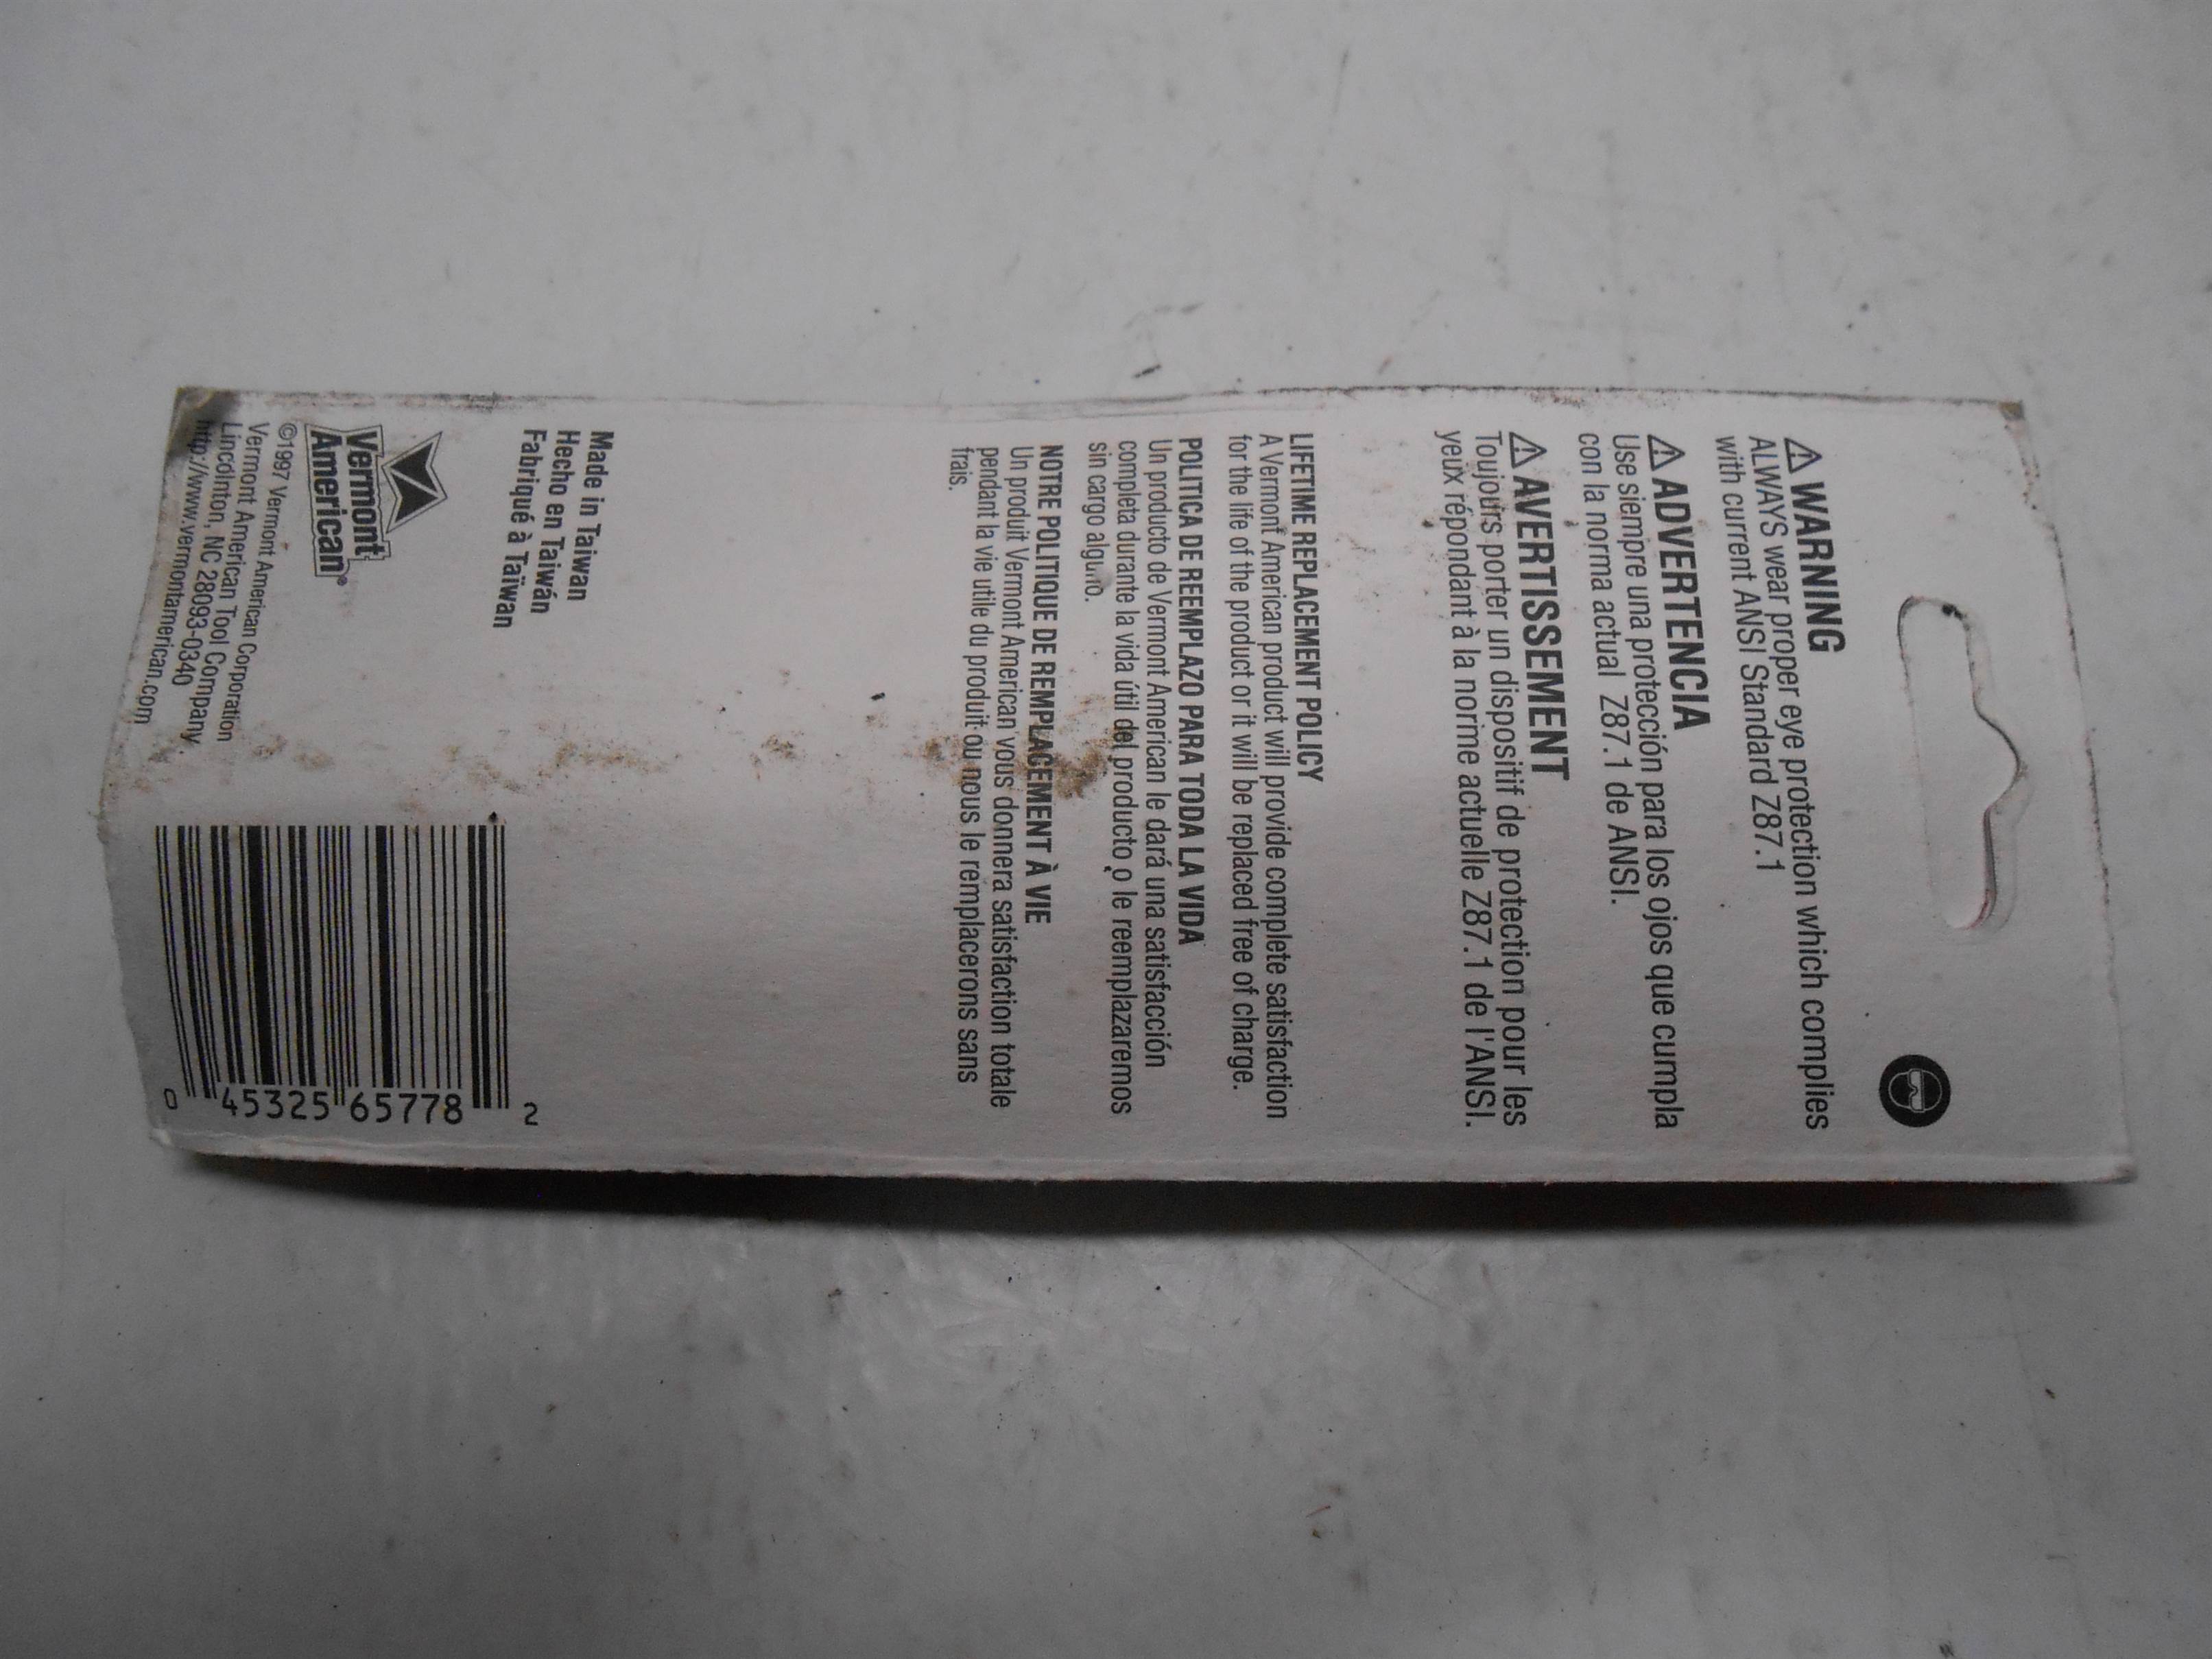 ⚠ WARNING
ALWAYS wear proper eye protection which complies
with current ANSI Standard Z87.1
⚠ ADVERTENCIA
Use siempre una protección para los ojos que cumpla
con la norma actual Z87.1 de ANSI.
⚠ AVERTISSEMENT
Toujours porter un dispositif de protection pour les
yeux répondant à la norme actuelle Z87.1 de l'ANSI.
LIFETIME REPLACEMENT POLICY
A Vermont American product will provide complete satisfaction
for the life of the product or it will be replaced free of charge.
POLITICA DE REEMPLAZO PARA TODA LA VIDA
Un producto de Vermont American le dará una satisfacción
completa durante la vida útil del producto o le reemplazaremos
sin cargo alguno.
NOTRE POLITIQUE DE REMPLACEMENT À VIE
Un produit Vermont American vous donnera satisfaction totale
pendant la vie utile du produit ou nous le remplacerons sans
frais.
Made in Taiwan
Hecho en Taiwán
Fabriqué à Taïwan
Vermont
American®
©1997 Vermont American Corporation
Vermont American Tool Company
Lincolnton, NC 28093-0340
http://www.vermontamerican.com
0 45325 65778 2